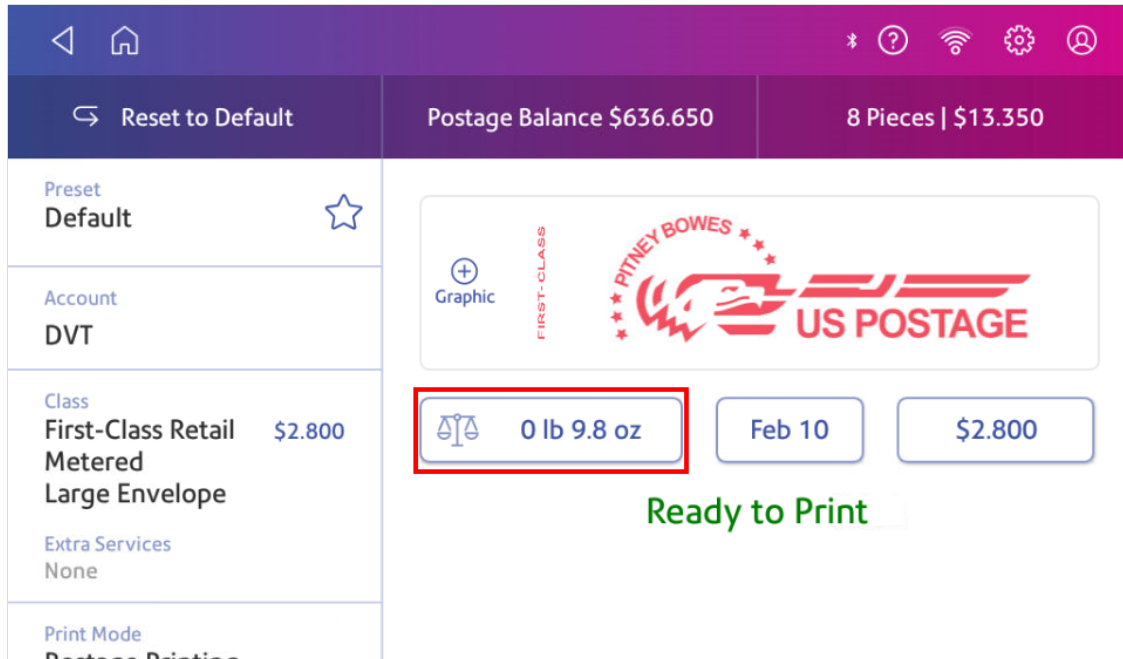 Reset to Default
Postage Balance $636.650
8 Pieces | $13.350
Preset
Default
Account
DVT
Class
First-Class Retail $2.800
Metered
Large Envelope
Extra Services
None
Print Mode
Postage Printing
Graphic
FIRST-CLASS
PITNEY BOWES
US POSTAGE
0 lb 9.8 oz
Feb 10
$2.800
Ready to Print